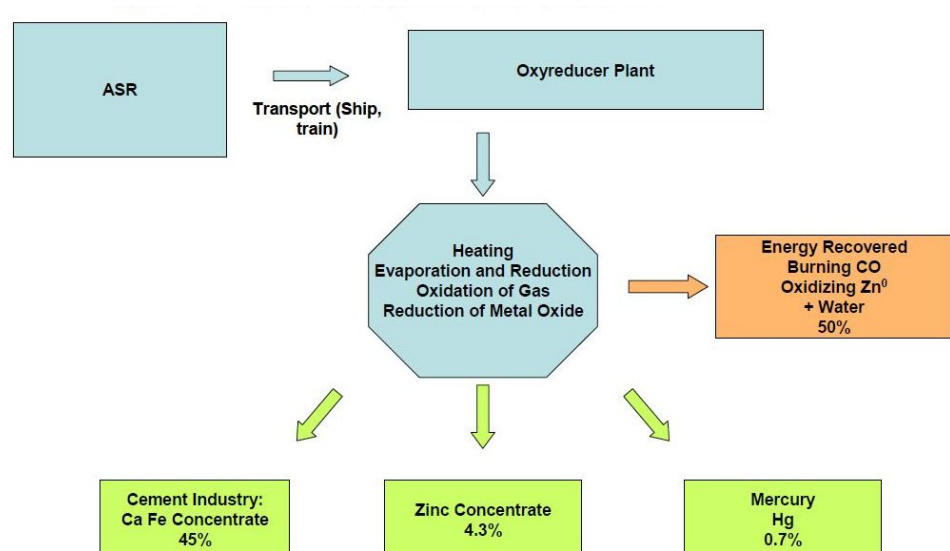 ASR
Transport (Ship,
train)
Oxyreducer Plant
Heating
Evaporation and Reduction
Oxidation of Gas
Reduction of Metal Oxide
Energy Recovered
Burning CO
Oxidizing Zn⁰
+ Water
50%
Cement Industry:
Ca Fe Concentrate
45%
Zinc Concentrate
4.3%
Mercury
Hg
0.7%